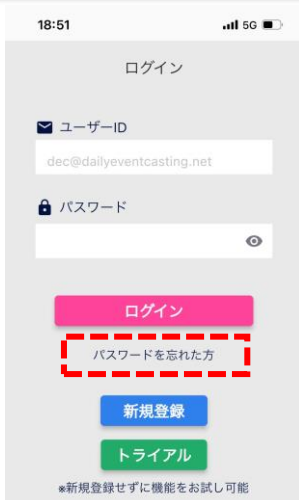 18:51
5G
ログイン
ユーザーID
dec@dailyeventcasting.net
パスワード
ログイン
パスワードを忘れた方
新規登録
トライアル
※新規登録せずに機能をお試し可能